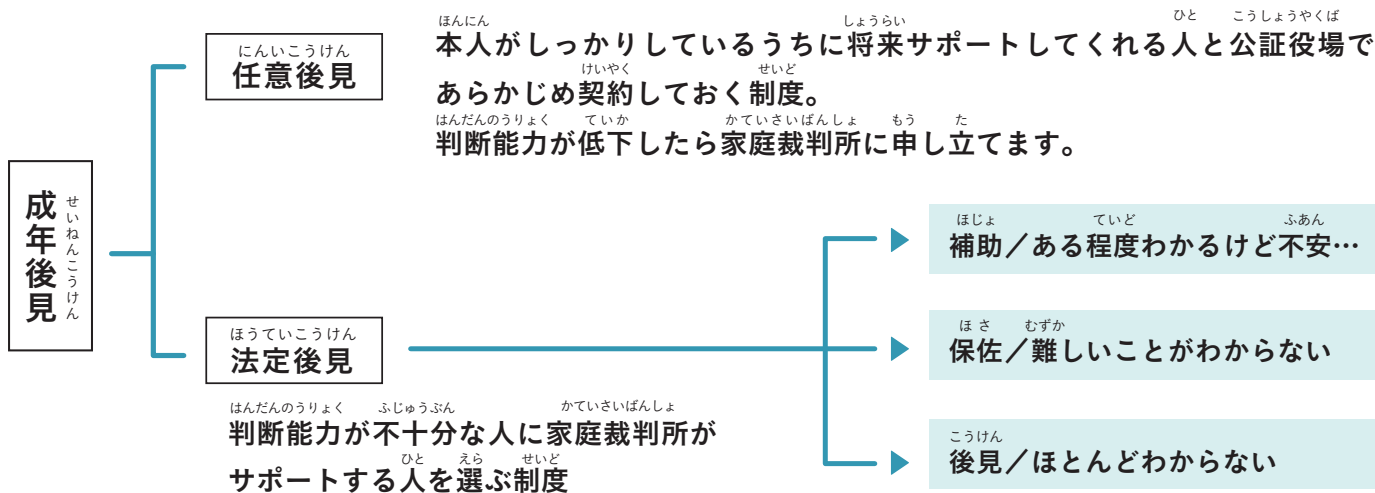 成年後見
せいねんこうけん
にんいこうけん
任意後見
ほんにん しょうらい ひと こうしょうやくば
本人がしっかりしているうちに将来サポートしてくれる人と公証役場で
けいやく せいど
あらかじめ契約しておく制度。
はんだんのうりょく ていか かていさいばんしょ もう た
判断能力が低下したら家庭裁判所に申し立てます。
ほうていこうけん
法定後見
はんだんのうりょく ふじゅうぶん かていさいばんしょ
判断能力が不十分な人に家庭裁判所が
ひと えら せいど
サポートする人を選ぶ制度
ほじょ ていど ふあん
補助/ある程度わかるけど不安…
ほさ むずか
保佐/難しいことがわからない
こうけん
後見/ほとんどわからない